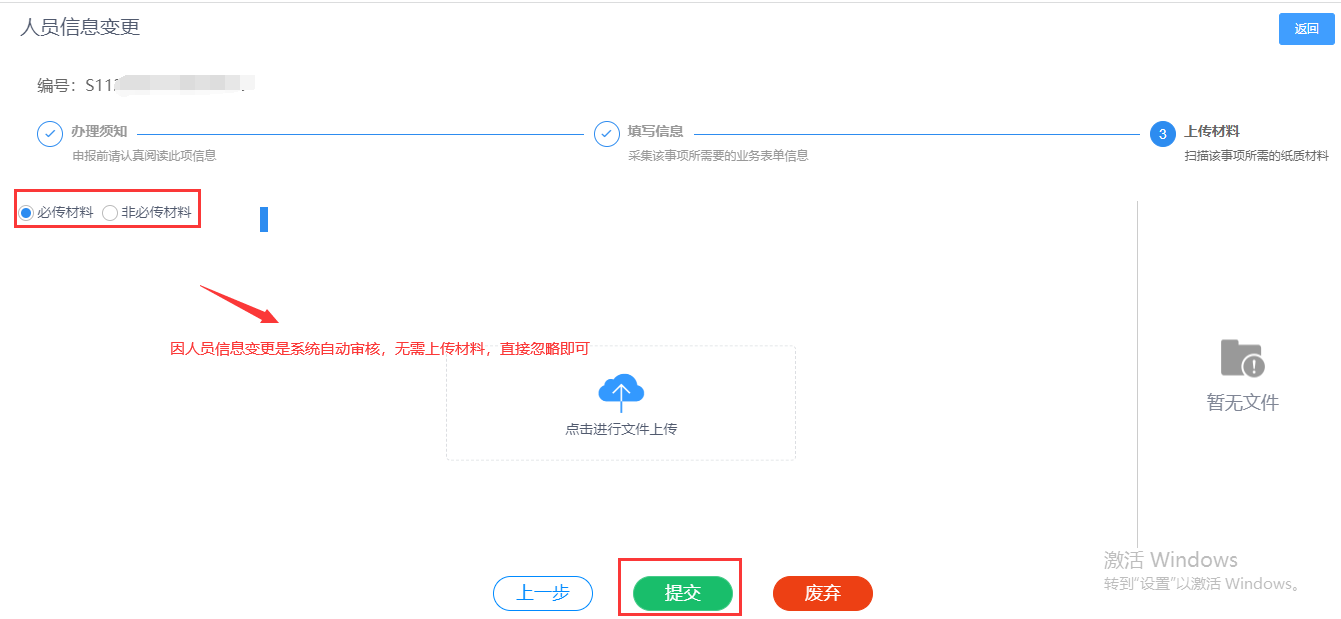 人员信息变更
返回
编号：S112
办理须知
申报前请认真阅读此项信息
填写信息
采集该事项所需要的业务表单信息
3
上传材料
扫描该事项所需的纸质材料
必传材料 非必传材料
因人员信息变更是系统自动审核，无需上传材料，直接忽略即可
点击进行文件上传
暂无文件
激活 Windows
转到"设置"以激活 Windows。
上一步
提交
废弃